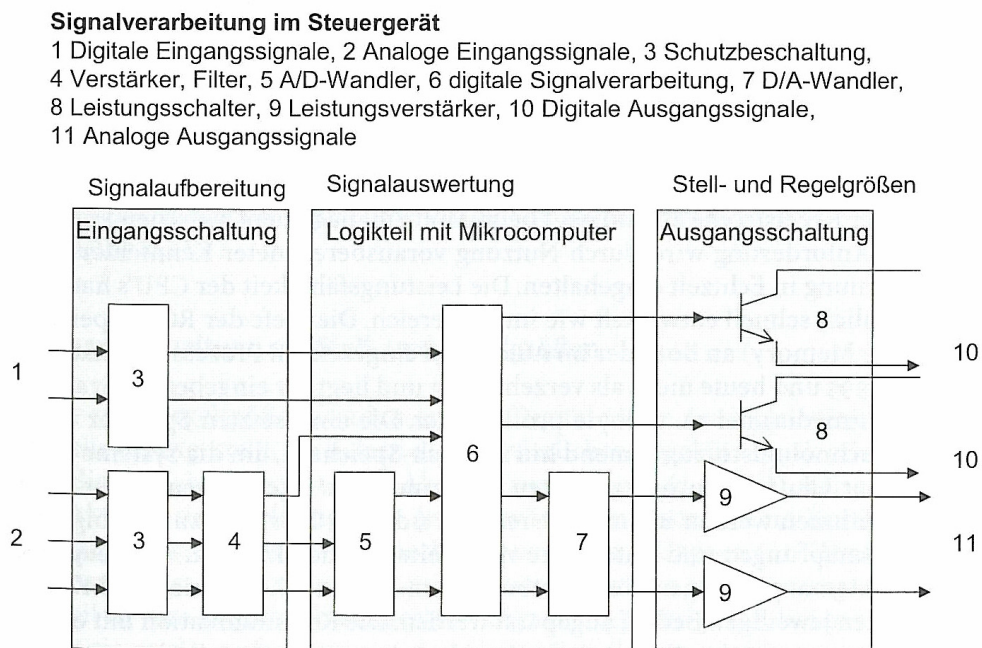 Signalverarbeitung im Steuergerät
1 Digitale Eingangssignale, 2 Analoge Eingangssignale, 3 Schutzbeschaltung,
4 Verstärker, Filter, 5 A/D-Wandler, 6 digitale Signalverarbeitung, 7 D/A-Wandler,
8 Leistungsschalter, 9 Leistungsverstärker, 10 Digitale Ausgangssignale,
11 Analoge Ausgangssignale
Signalaufbereitung
Signalauswertung
Stell- und Regelgrößen
Eingangsschaltung
Logikteil mit Mikrocomputer
Ausgangsschaltung
8
1
3
10
8
6
10
9
2
3
4
5
7
11
9